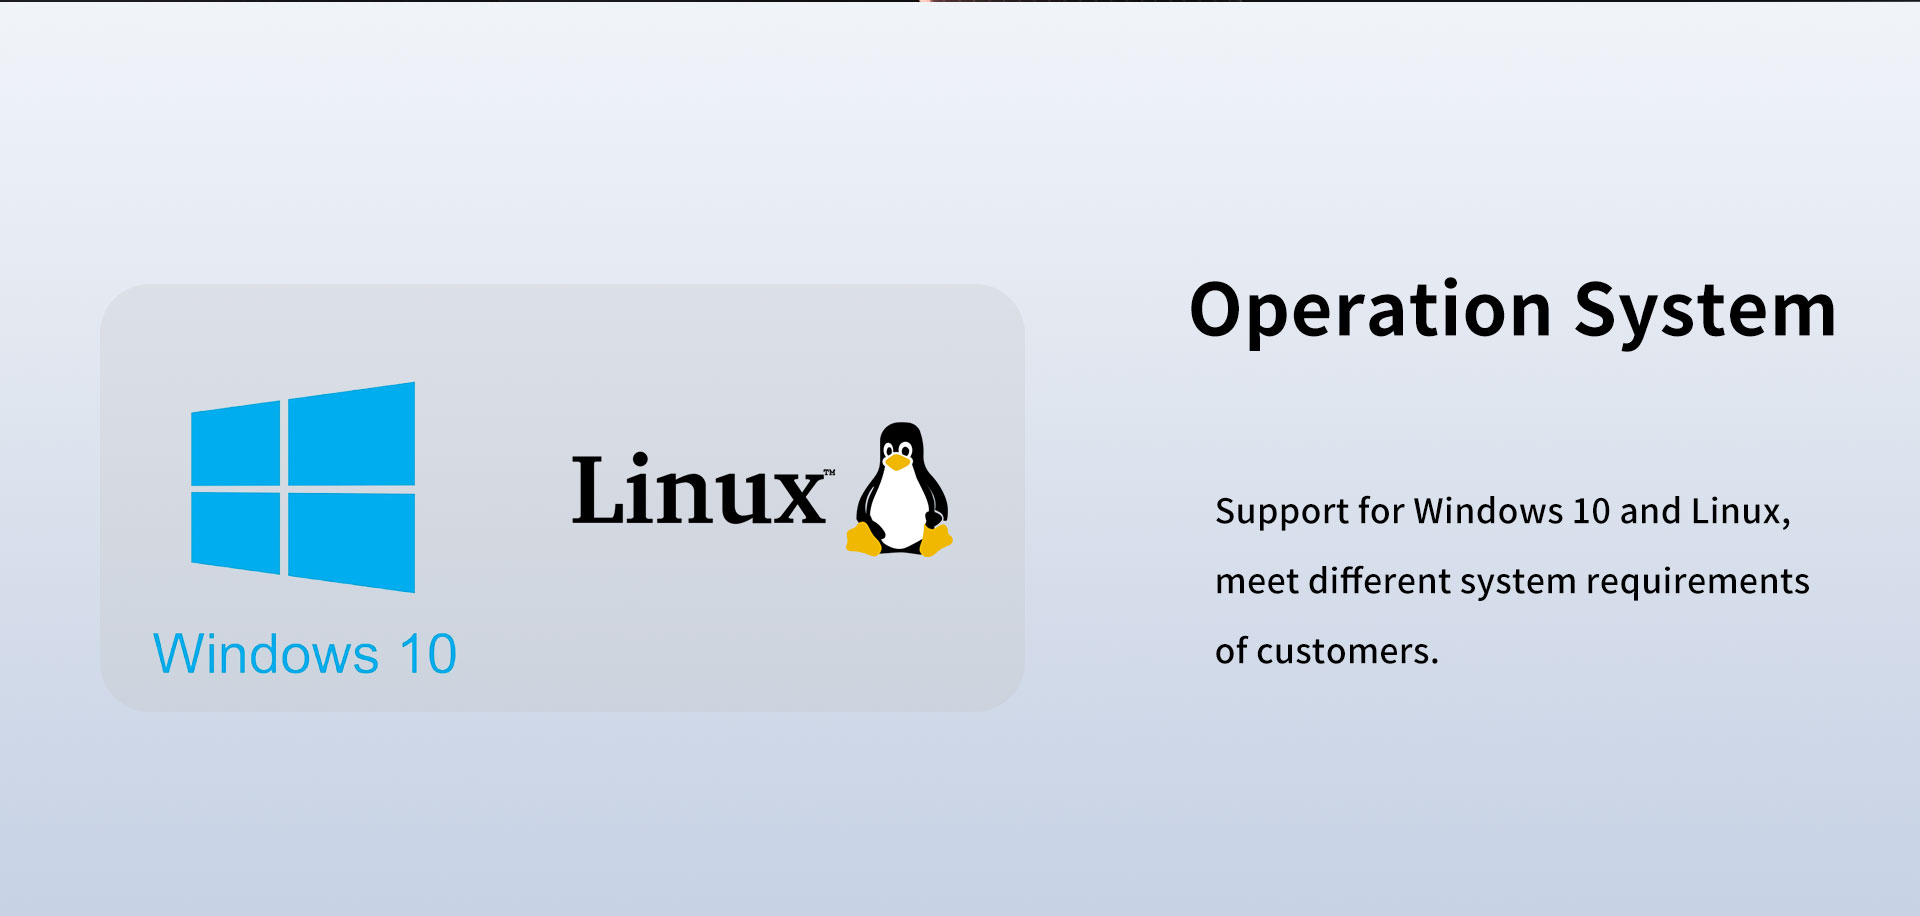 Windows 10
Linux™
Operation System
Support for Windows 10 and Linux,
meet different system requirements
of customers.